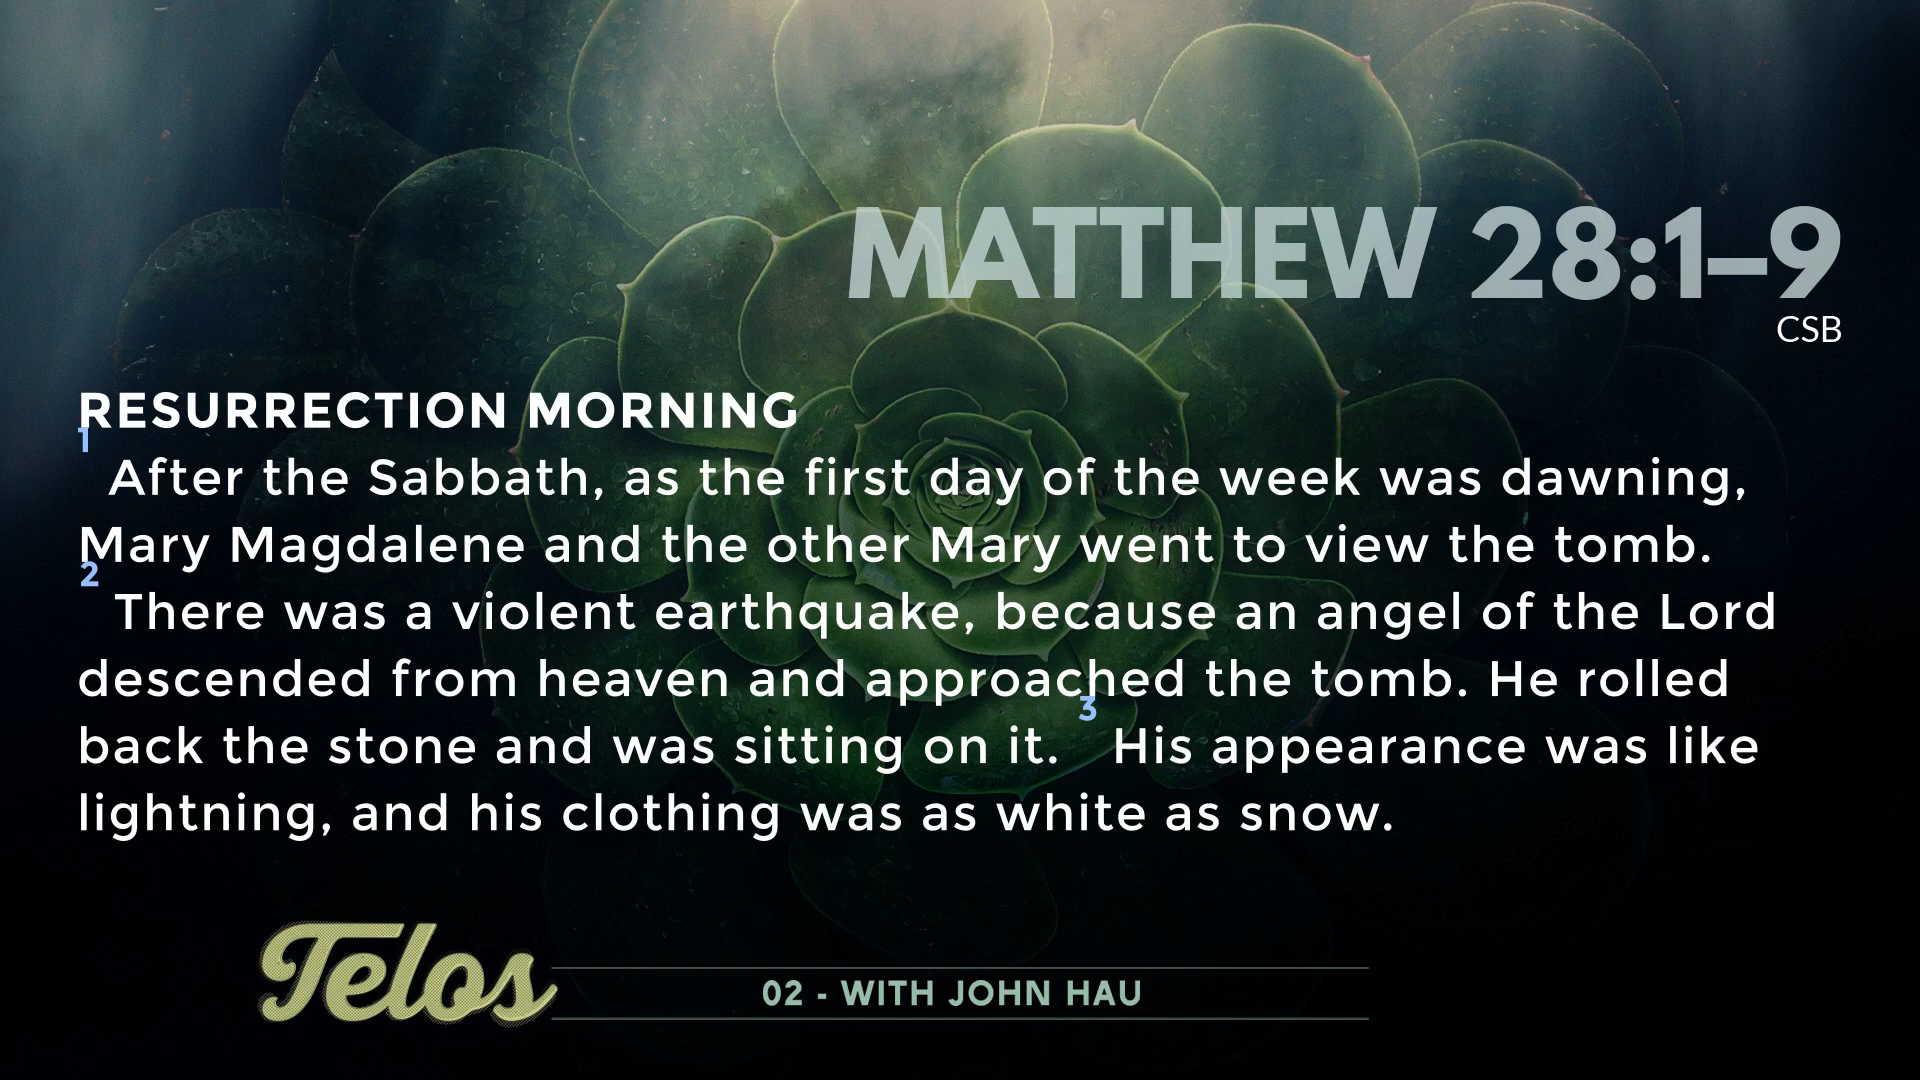 MATTHEW 28:1–9
CSB
RESURRECTION MORNING
1 After the Sabbath, as the first day of the week was dawning,
Mary Magdalene and the other Mary went to view the tomb.
2 There was a violent earthquake, because an angel of the Lord
descended from heaven and approached the tomb. He rolled
back the stone and was sitting on it. 3 His appearance was like
lightning, and his clothing was as white as snow.
Telos
02 - WITH JOHN HAU